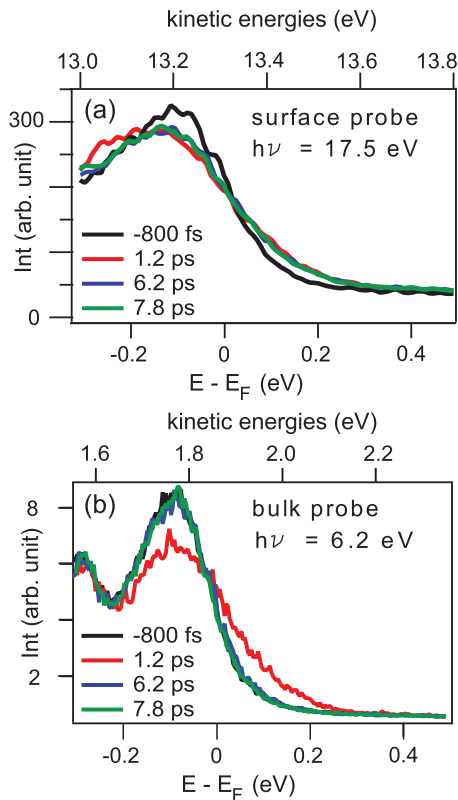 kinetic energies (eV)
13.0 13.2 13.4 13.6 13.8
(a)
surface probe
hν = 17.5 eV
300
0
Int (arb. unit)
-800 fs
1.2 ps
6.2 ps
7.8 ps
-0.2 0 0.2 0.4
E - E_F (eV)
kinetic energies (eV)
1.6 1.8 2.0 2.2
(b)
bulk probe
hν = 6.2 eV
8
2
Int (arb. unit)
-800 fs
1.2 ps
6.2 ps
7.8 ps
-0.2 0 0.2 0.4
E - E_F (eV)